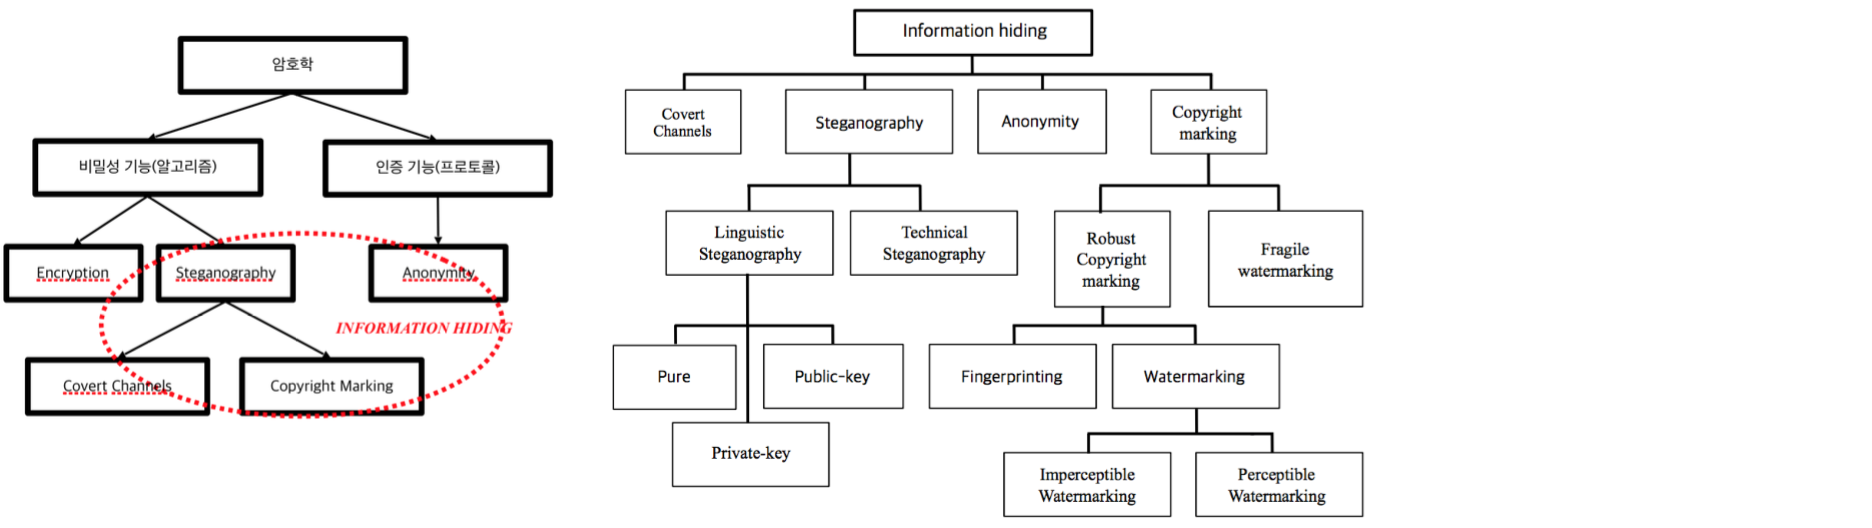 암호학
비밀성 기능(알고리즘)
인증 기능(프로토콜)
Encryption
Steganography
Anonymity
INFORMATION HIDING
Covert Channels
Copyright Marking
Information hiding
Covert
Channels
Steganography
Anonymity
Copyright
marking
Linguistic
Steganography
Technical
Steganography
Robust
Copyright
marking
Fragile
watermarking
Pure
Public-key
Private-key
Fingerprinting
Watermarking
Imperceptible
Watermarking
Perceptible
Watermarking